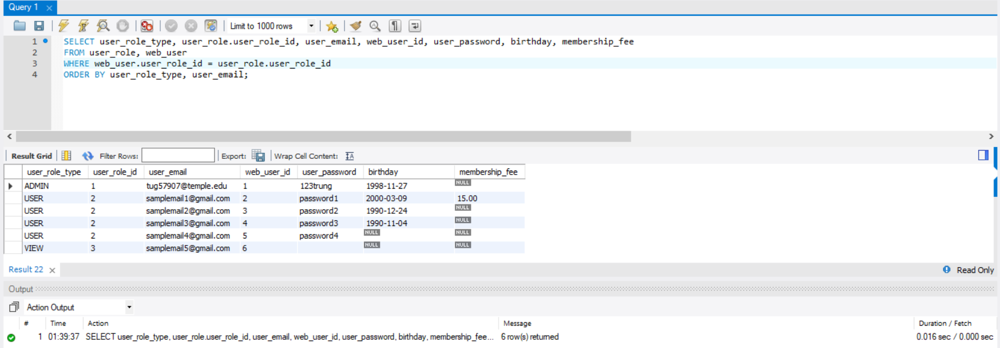 Query 1
Limit to 1000 rows
1 SELECT user_role_type, user_role.user_role_id, user_email, web_user_id, user_password, birthday, membership_fee
2 FROM user_role, web_user
3 WHERE web_user.user_role_id = user_role.user_role_id
4 ORDER BY user_role_type, user_email;
Result Grid Filter Rows: Export: Wrap Cell Content: IA
user_role_type user_role_id user_email web_user_id user_password birthday membership_fee
ADMIN 1 tug57907@temple.edu 1 123trung 1998-11-27 NULL
USER 2 samplemail1@gmail.com 2 password1 2000-03-09 15.00
USER 2 samplemail2@gmail.com 3 password2 1990-12-24 NULL
USER 2 samplemail3@gmail.com 4 password3 1990-11-04 NULL
USER 2 samplemail4@gmail.com 5 password4 NULL NULL
VIEW 3 samplemail5@gmail.com 6 NULL NULL
Result 22 Read Only
Output
Action Output
# Time Action Message Duration / Fetch
1 01:39:37 SELECT user_role_type, user_role.user_role_id, user_email, web_user_id, user_password, birthday, membership_fee... 6 row(s) returned 0.016 sec / 0.000 sec